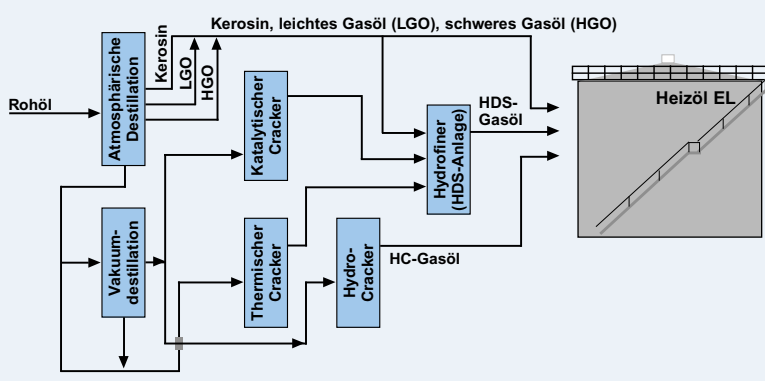 Kerosin, leichtes Gasöl (LGO), schweres Gasöl (HGO)
Rohöl
Atmosphärische
Destillation
Kerosin
LGO
HGO
Katalytischer
Cracker
Hydrofiner
(HDS-Anlage)
HDS-
Gasöl
Heizöl EL
Vakuum-
destillation
Thermischer
Cracker
Hydro-
Cracker
HC-Gasöl